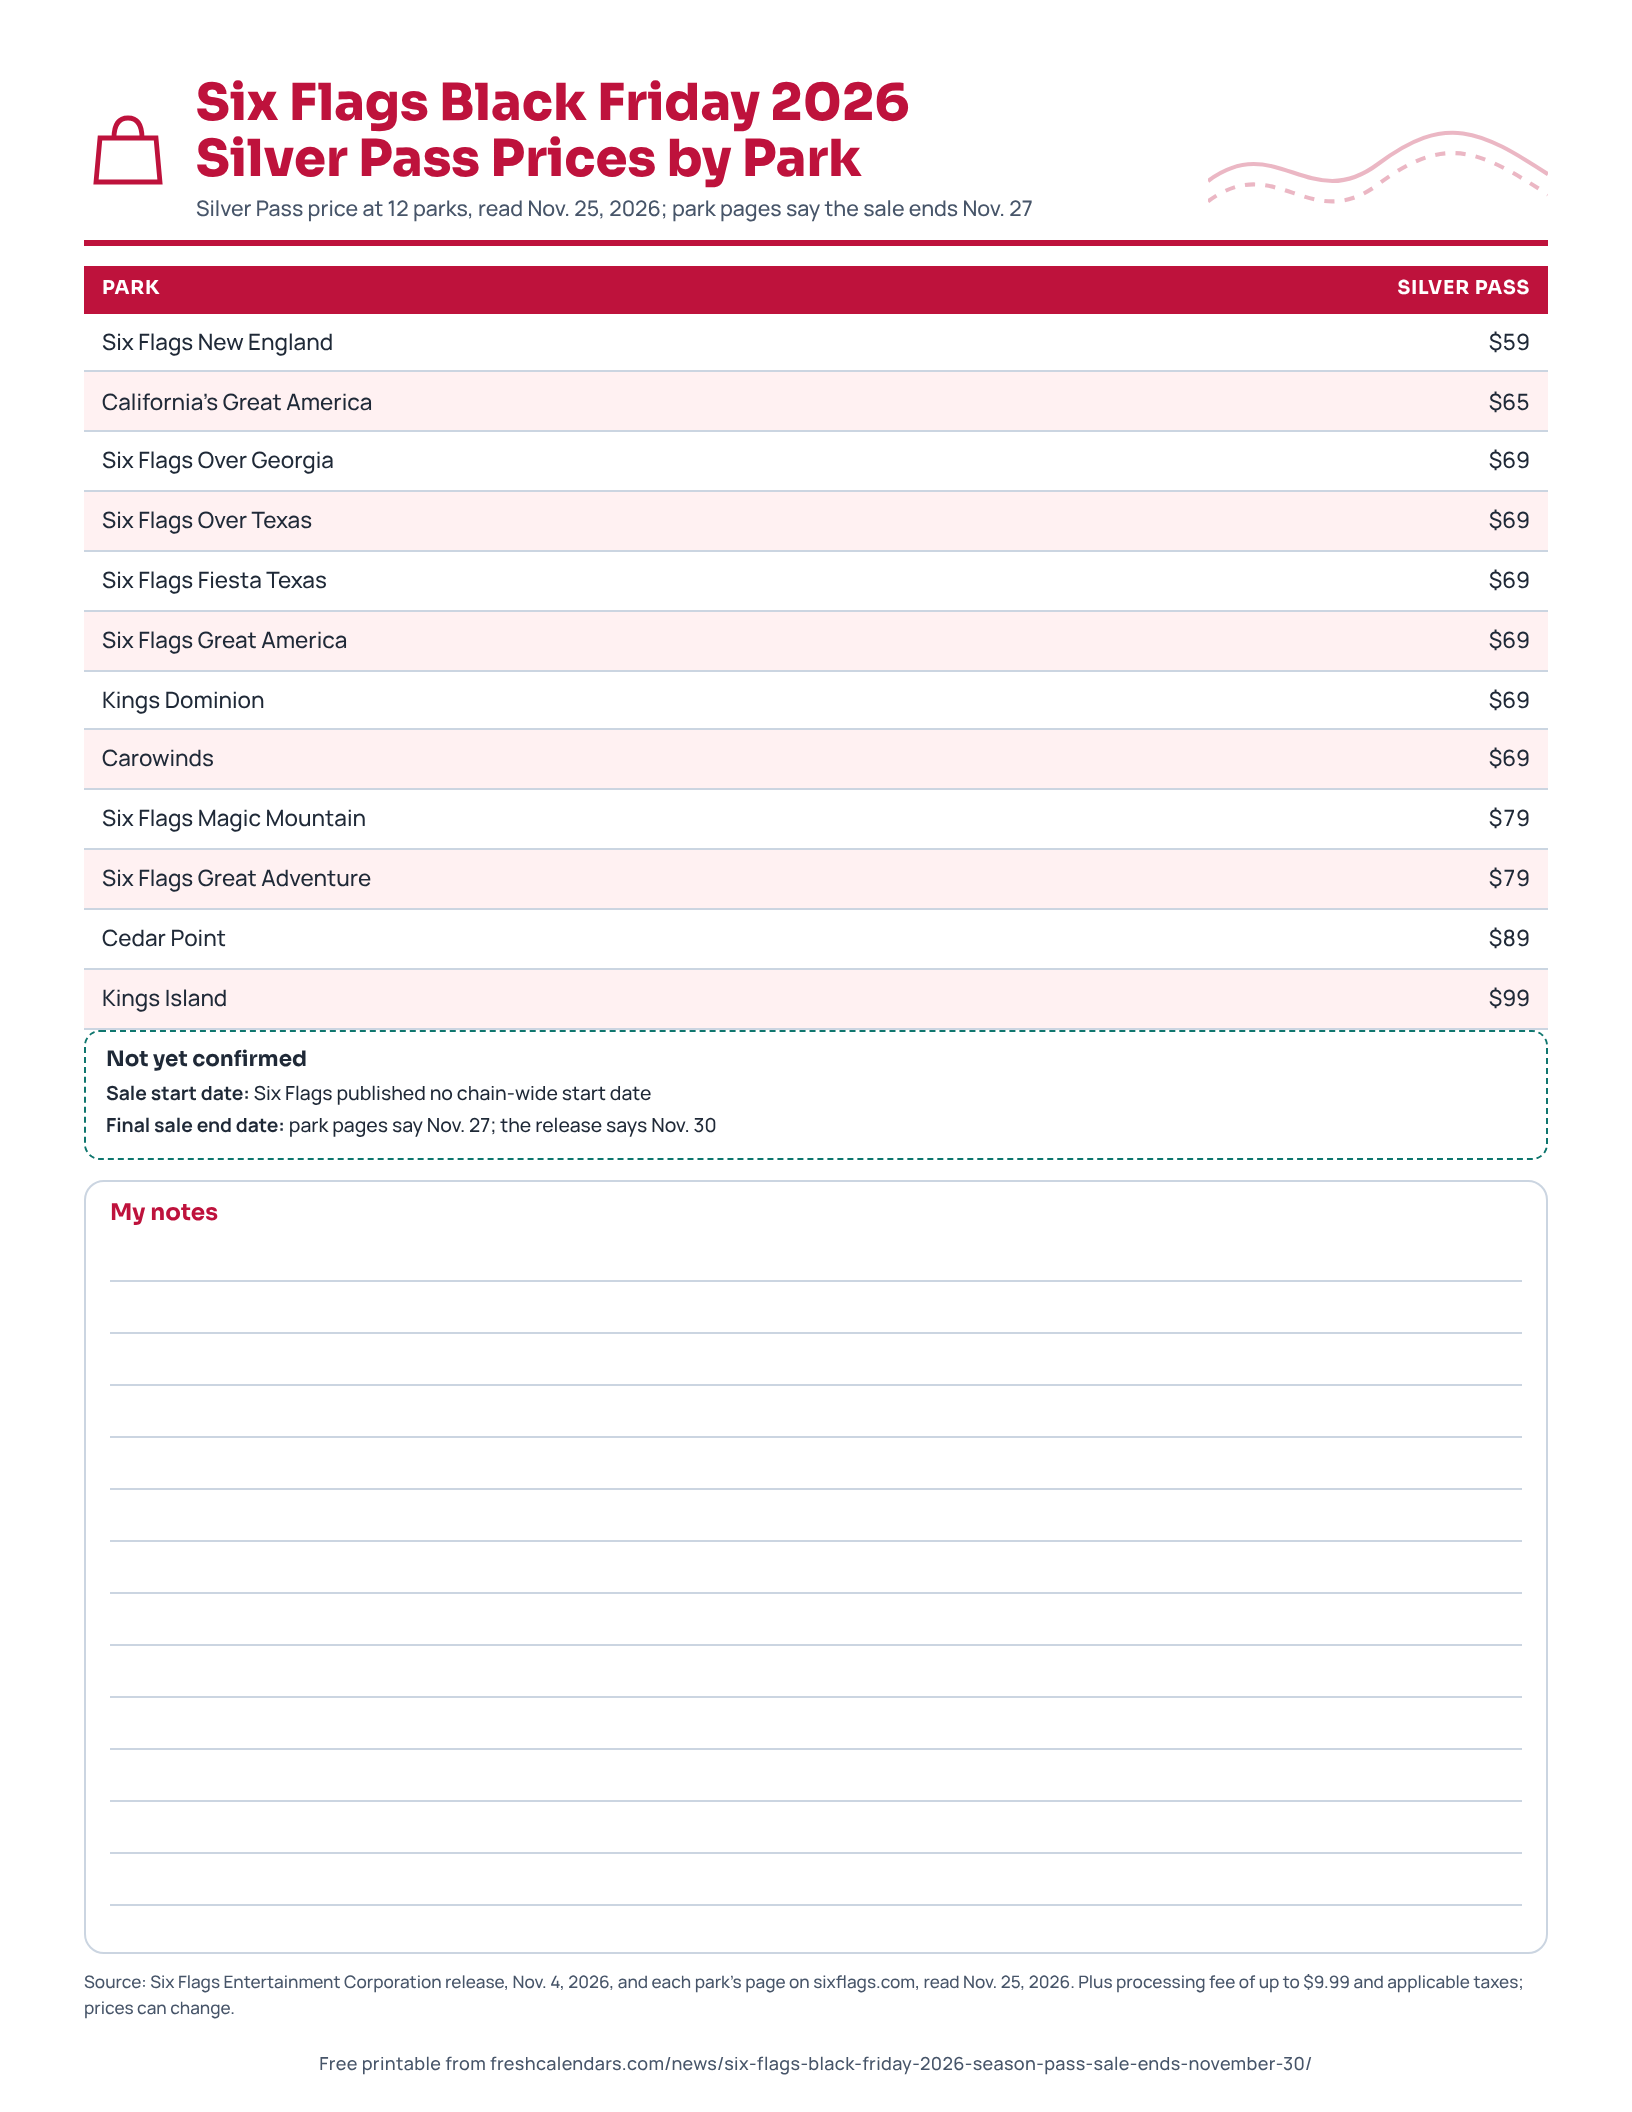 Six Flags Black Friday 2026
Silver Pass Prices by Park
Silver Pass price at 12 parks, read Nov. 25, 2026; park pages say the sale ends Nov. 27
PARK SILVER PASS
Six Flags New England $59
California’s Great America $65
Six Flags Over Georgia $69
Six Flags Over Texas $69
Six Flags Fiesta Texas $69
Six Flags Great America $69
Kings Dominion $69
Carowinds $69
Six Flags Magic Mountain $79
Six Flags Great Adventure $79
Cedar Point $89
Kings Island $99
Not yet confirmed
Sale start date: Six Flags published no chain-wide start date
Final sale end date: park pages say Nov. 27; the release says Nov. 30
My notes
Source: Six Flags Entertainment Corporation release, Nov. 4, 2026, and each park’s page on sixflags.com, read Nov. 25, 2026. Plus processing fee of up to $9.99 and applicable taxes;
prices can change.
Free printable from freshcalendars.com/news/six-flags-black-friday-2026-season-pass-sale-ends-november-30/